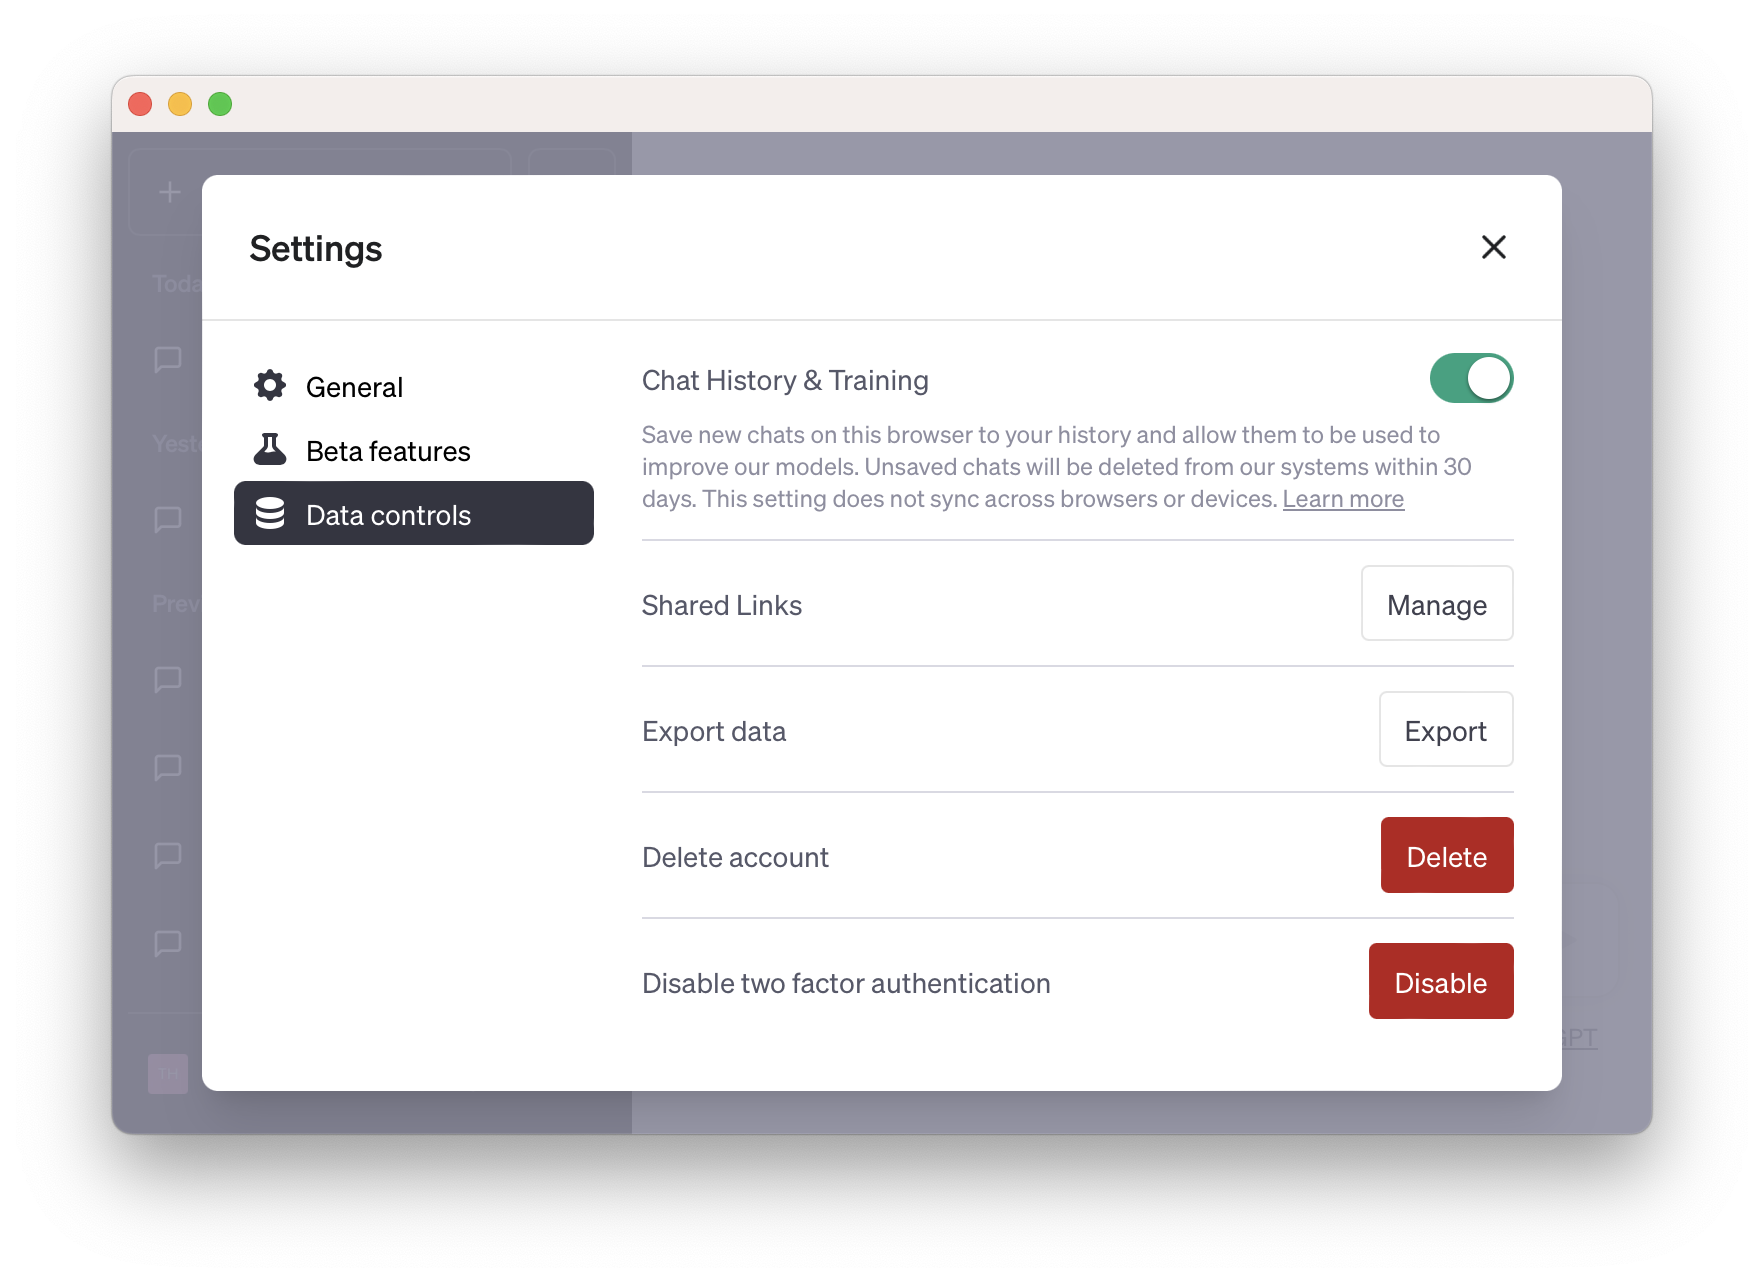 Settings
General
Beta features
Data controls
Chat History & Training
Save new chats on this browser to your history and allow them to be used to
improve our models. Unsaved chats will be deleted from our systems within 30
days. This setting does not sync across browsers or devices. Learn more
Shared Links
Manage
Export data
Export
Delete account
Delete
Disable two factor authentication
Disable
TH